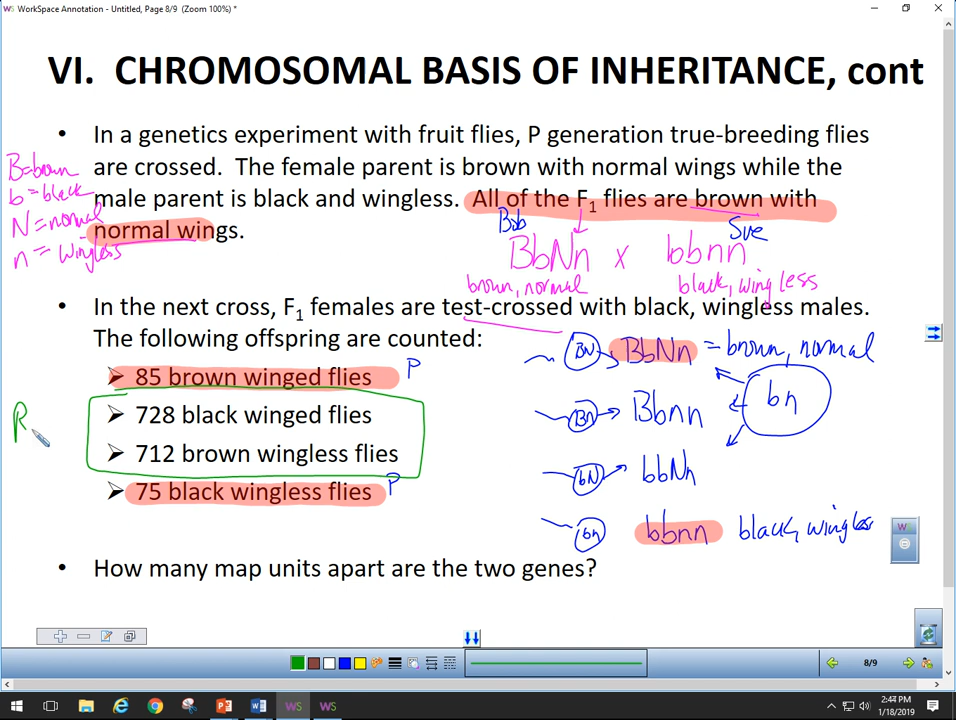 WorkSpace Annotation - Untitled, Page 8/9 (Zoom 100%) *
VI. CHROMOSOMAL BASIS OF INHERITANCE, cont
• In a genetics experiment with fruit flies, P generation true-breeding flies
are crossed. The female parent is brown with normal wings while the
male parent is black and wingless. All of the F1 flies are brown with
normal wings.
B=brown
b=black
N=normal
n=wingless
Bob
Sue
BbNn x bbnn
brown, normal
black, wingless
• In the next cross, F1 females are test-crossed with black, wingless males.
The following offspring are counted:
➢ 85 brown winged flies P
➢ 728 black winged flies
➢ 712 brown wingless flies
➢ 75 black wingless flies P
R
BN BbNn = brown, normal
Bn Bbnn
bn
bN bbNn
bn bbnn black, wingless
• How many map units apart are the two genes?
8/9
2:47 PM
1/18/2019